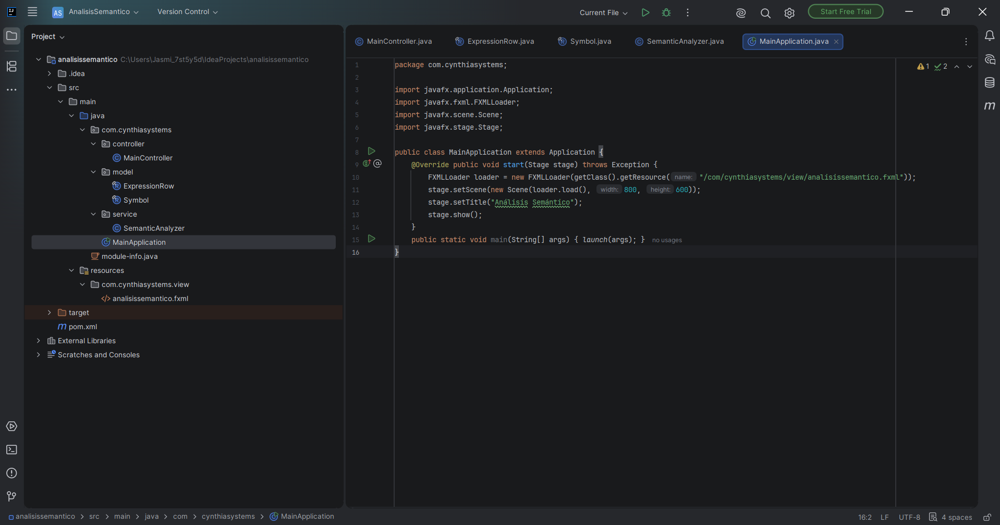 AS AnalisisSemantico Version Control Current File Start Free Trial
Project
analisissemantico C:\Users\Jasmi_7st5y5d\IdeaProjects\analisissemantico
.idea
src
main
java
com.cynthiasystems
controller
MainController
model
ExpressionRow
Symbol
service
SemanticAnalyzer
MainApplication
module-info.java
resources
com.cynthiasystems.view
analisissemantico.fxml
target
pom.xml
External Libraries
Scratches and Consoles
MainController.java ExpressionRow.java Symbol.java SemanticAnalyzer.java MainApplication.java
1 package com.cynthiasystems; 1 2
2
3 import javafx.application.Application;
4 import javafx.fxml.FXMLLoader;
5 import javafx.scene.Scene;
6 import javafx.stage.Stage;
7
8 public class MainApplication extends Application {
9 @Override public void start(Stage stage) throws Exception {
10 FXMLLoader loader = new FXMLLoader(getClass().getResource( name: "/com/cynthiasystems/view/analisissemantico.fxml"));
11 stage.setScene(new Scene(loader.load(), width: 800, height: 600));
12 stage.setTitle("Análisis Semántico");
13 stage.show();
14 }
15 public static void main(String[] args) { launch(args); } no usages
16 }
analisissemantico > src > main > java > com > cynthiasystems > MainApplication 16:2 LF UTF-8 4 spaces